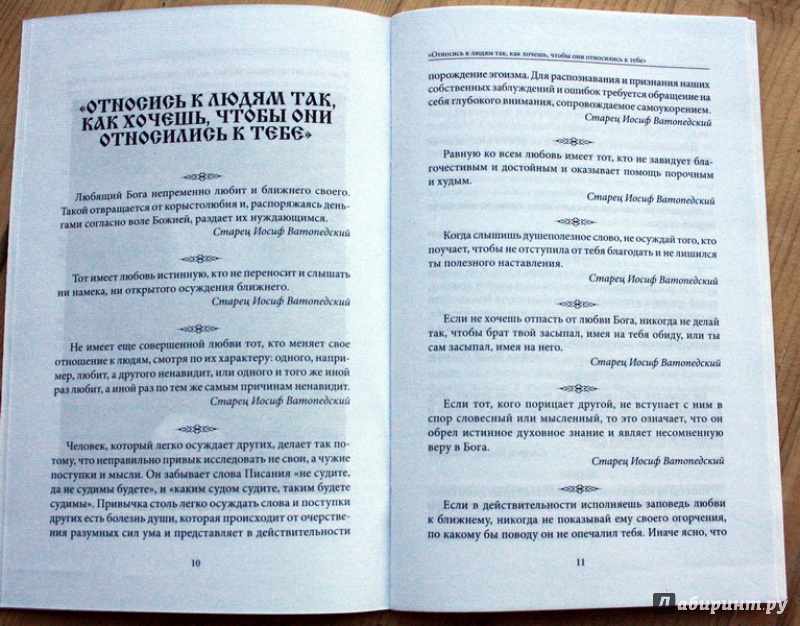 «ОТНОСИСЬ К ЛЮДЯМ ТАК,
КАК ХОЧЕШЬ, ЧТОБЫ ОНИ
ОТНОСИЛИСЬ К ТЕБЕ»
Любящий Бога непременно любит и ближнего своего.
Такой отвращается от корыстолюбия и, распоряжаясь день-
гами согласно воле Божией, раздает их нуждающимся.
Старец Иосиф Ватопедский
Тот имеет любовь истинную, кто не переносит и слышать
ни намека, ни открытого осуждения ближнего.
Старец Иосиф Ватопедский
Не имеет еще совершенной любви тот, кто меняет свое
отношение к людям, смотря по их характеру: одного, напри-
мер, любит, а другого ненавидит, или одного и того же иной
раз любит, а иной раз по тем же самым причинам ненавидит.
Старец Иосиф Ватопедский
Человек, который легко осуждает других, делает так по-
тому, что неправильно привык исследовать не свои, а чужие
поступки и мысли. Он забывает слова Писания «не судите,
да не судимы будете», и «каким судом судите, таким будете
судимы». Привычка столь легко осуждать слова и поступки
других есть болезнь души, которая происходит от очерстве-
ния разумных сил ума и представляет в действительности
10
«Относись к людям так, как хочешь, чтобы они относились к тебе»
порождение эгоизма. Для распознавания и признания наших
собственных заблуждений и ошибок требуется обращение на
себя глубокого внимания, сопровождаемое самоукорением.
Старец Иосиф Ватопедский
Равную ко всем любовь имеет тот, кто не завидует бла-
гочестивым и достойным и оказывает помощь порочным
и худым.
Старец Иосиф Ватопедский
Когда слышишь душеполезное слово, не осуждай того, кто
поучает, чтобы не отступила от тебя благодать и не лишился
ты полезного наставления.
Старец Иосиф Ватопедский
Если не хочешь отпасть от любви Бога, никогда не делай
так, чтобы брат твой засыпал, имея на тебя обиду, или ты
сам засыпал, имея на него.
Старец Иосиф Ватопедский
Если тот, кого порицает другой, не вступает с ним в
спор словесный или мысленный, то это означает, что он
обрел истинное духовное знание и являет несомненную
веру в Бога.
Старец Иосиф Ватопедский
Если в действительности исполняешь заповедь любви
к ближнему, никогда не показывай ему своего огорчения,
по какому бы поводу он не опечалил тебя. Иначе ясно, что
11
Лабиринт.ру